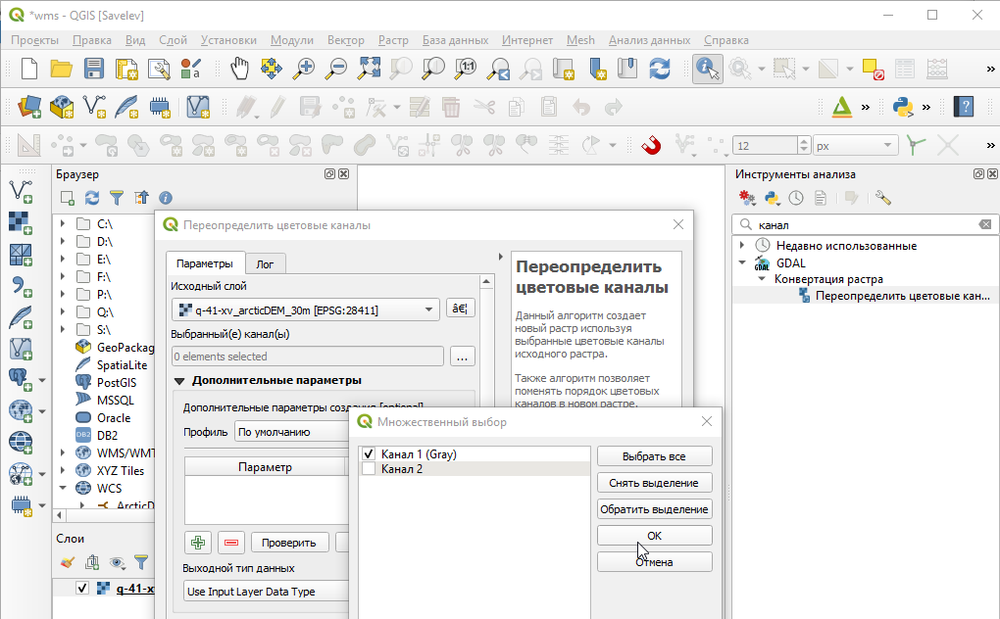 *wms - QGIS [Savelev]
Проекты Правка Вид Слой Установки Модули Вектор Растр База данных Интернет Mesh Анализ данных Справка
1:1
»
» » ?
12 px »
Браузер
C:\
D:\
E:\
F:\
P:\
Q:\
S:\
GeoPackag
SpatiaLite
PostGIS
MSSQL
Oracle
DB2 DB2
WMS/WMT
XYZ Tiles
WCS
ArcticD
Слои
q-41-xv
Переопределить цветовые каналы
Параметры Лог
Исходный слой
q-41-xv_arcticDEM_30m [EPSG:28411] â€¦
Выбранный(е) канал(ы)
0 elements selected ...
Дополнительные параметры
Дополнительные параметры создания [optional]
Профиль По умолчанию
Параметр
Проверить
Выходной тип данных
Use Input Layer Data Type
Переопределить
цветовые каналы
Данный алгоритм создает
новый растр используя
выбранные цветовые каналы
исходного растра.
Также алгоритм позволяет
поменять порядок цветовых
каналов в новом растре.
Множественный выбор
Канал 1 (Gray)
Канал 2
Выбрать все
Снять выделение
Обратить выделение
OK
Отмена
Инструменты анализа
канал
Недавно использованные
GDAL GDAL
Конвертация растра
Переопределить цветовые кан...